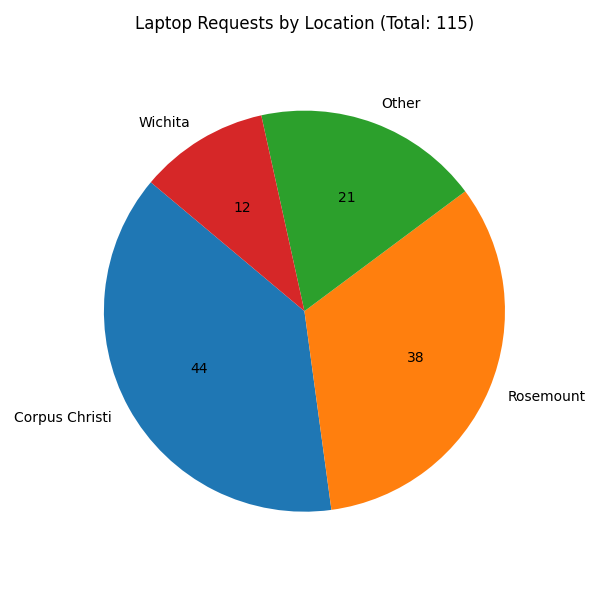 Laptop Requests by Location (Total: 115)
Other
Wichita
12
21
44
38
Rosemount
Corpus Christi